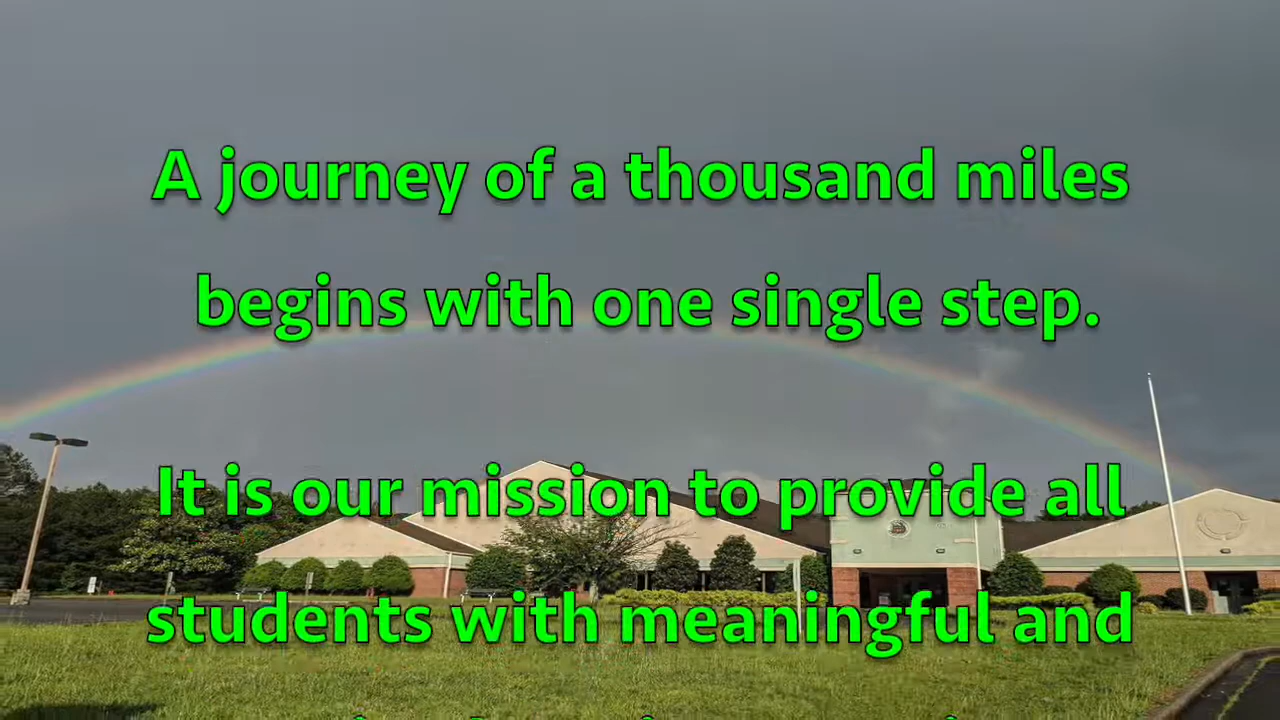 A journey of a thousand miles
begins with one single step.
It is our mission to provide all
students with meaningful and